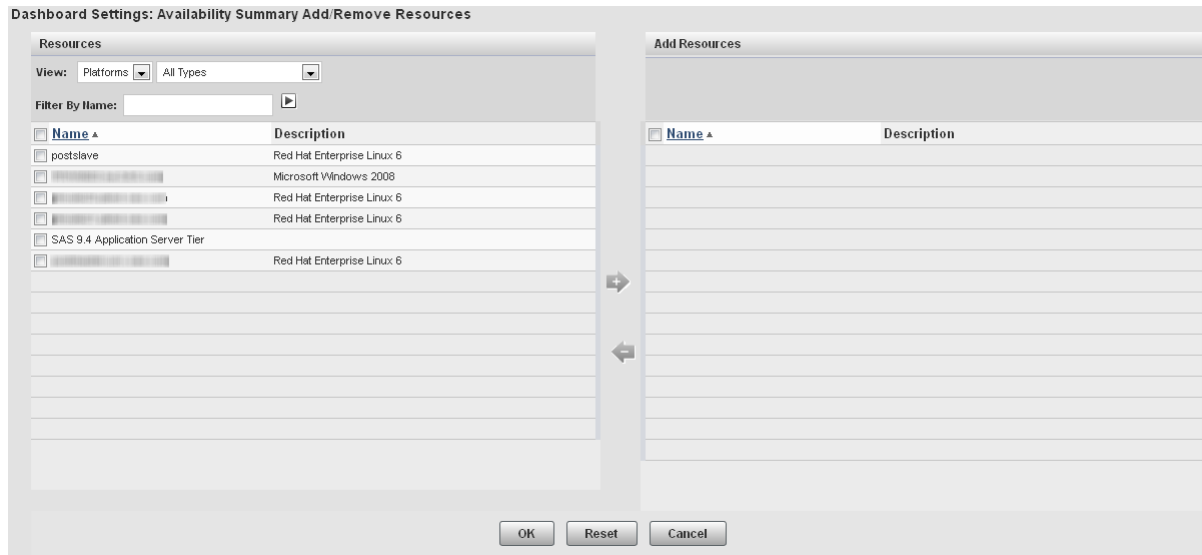 Dashboard Settings: Availability Summary Add/Remove Resources
Resources
View: Platforms All Types
Filter By Name:
Name Description
postslave Red Hat Enterprise Linux 6
Microsoft Windows 2008
Red Hat Enterprise Linux 6
Red Hat Enterprise Linux 6
SAS 9.4 Application Server Tier
Red Hat Enterprise Linux 6
Add Resources
Name Description
OK Reset Cancel